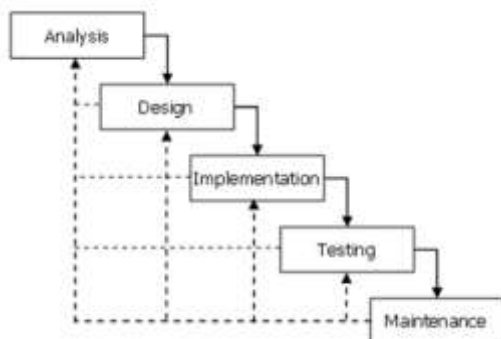 Analysis
Design
Implementation
Testing
Maintenance